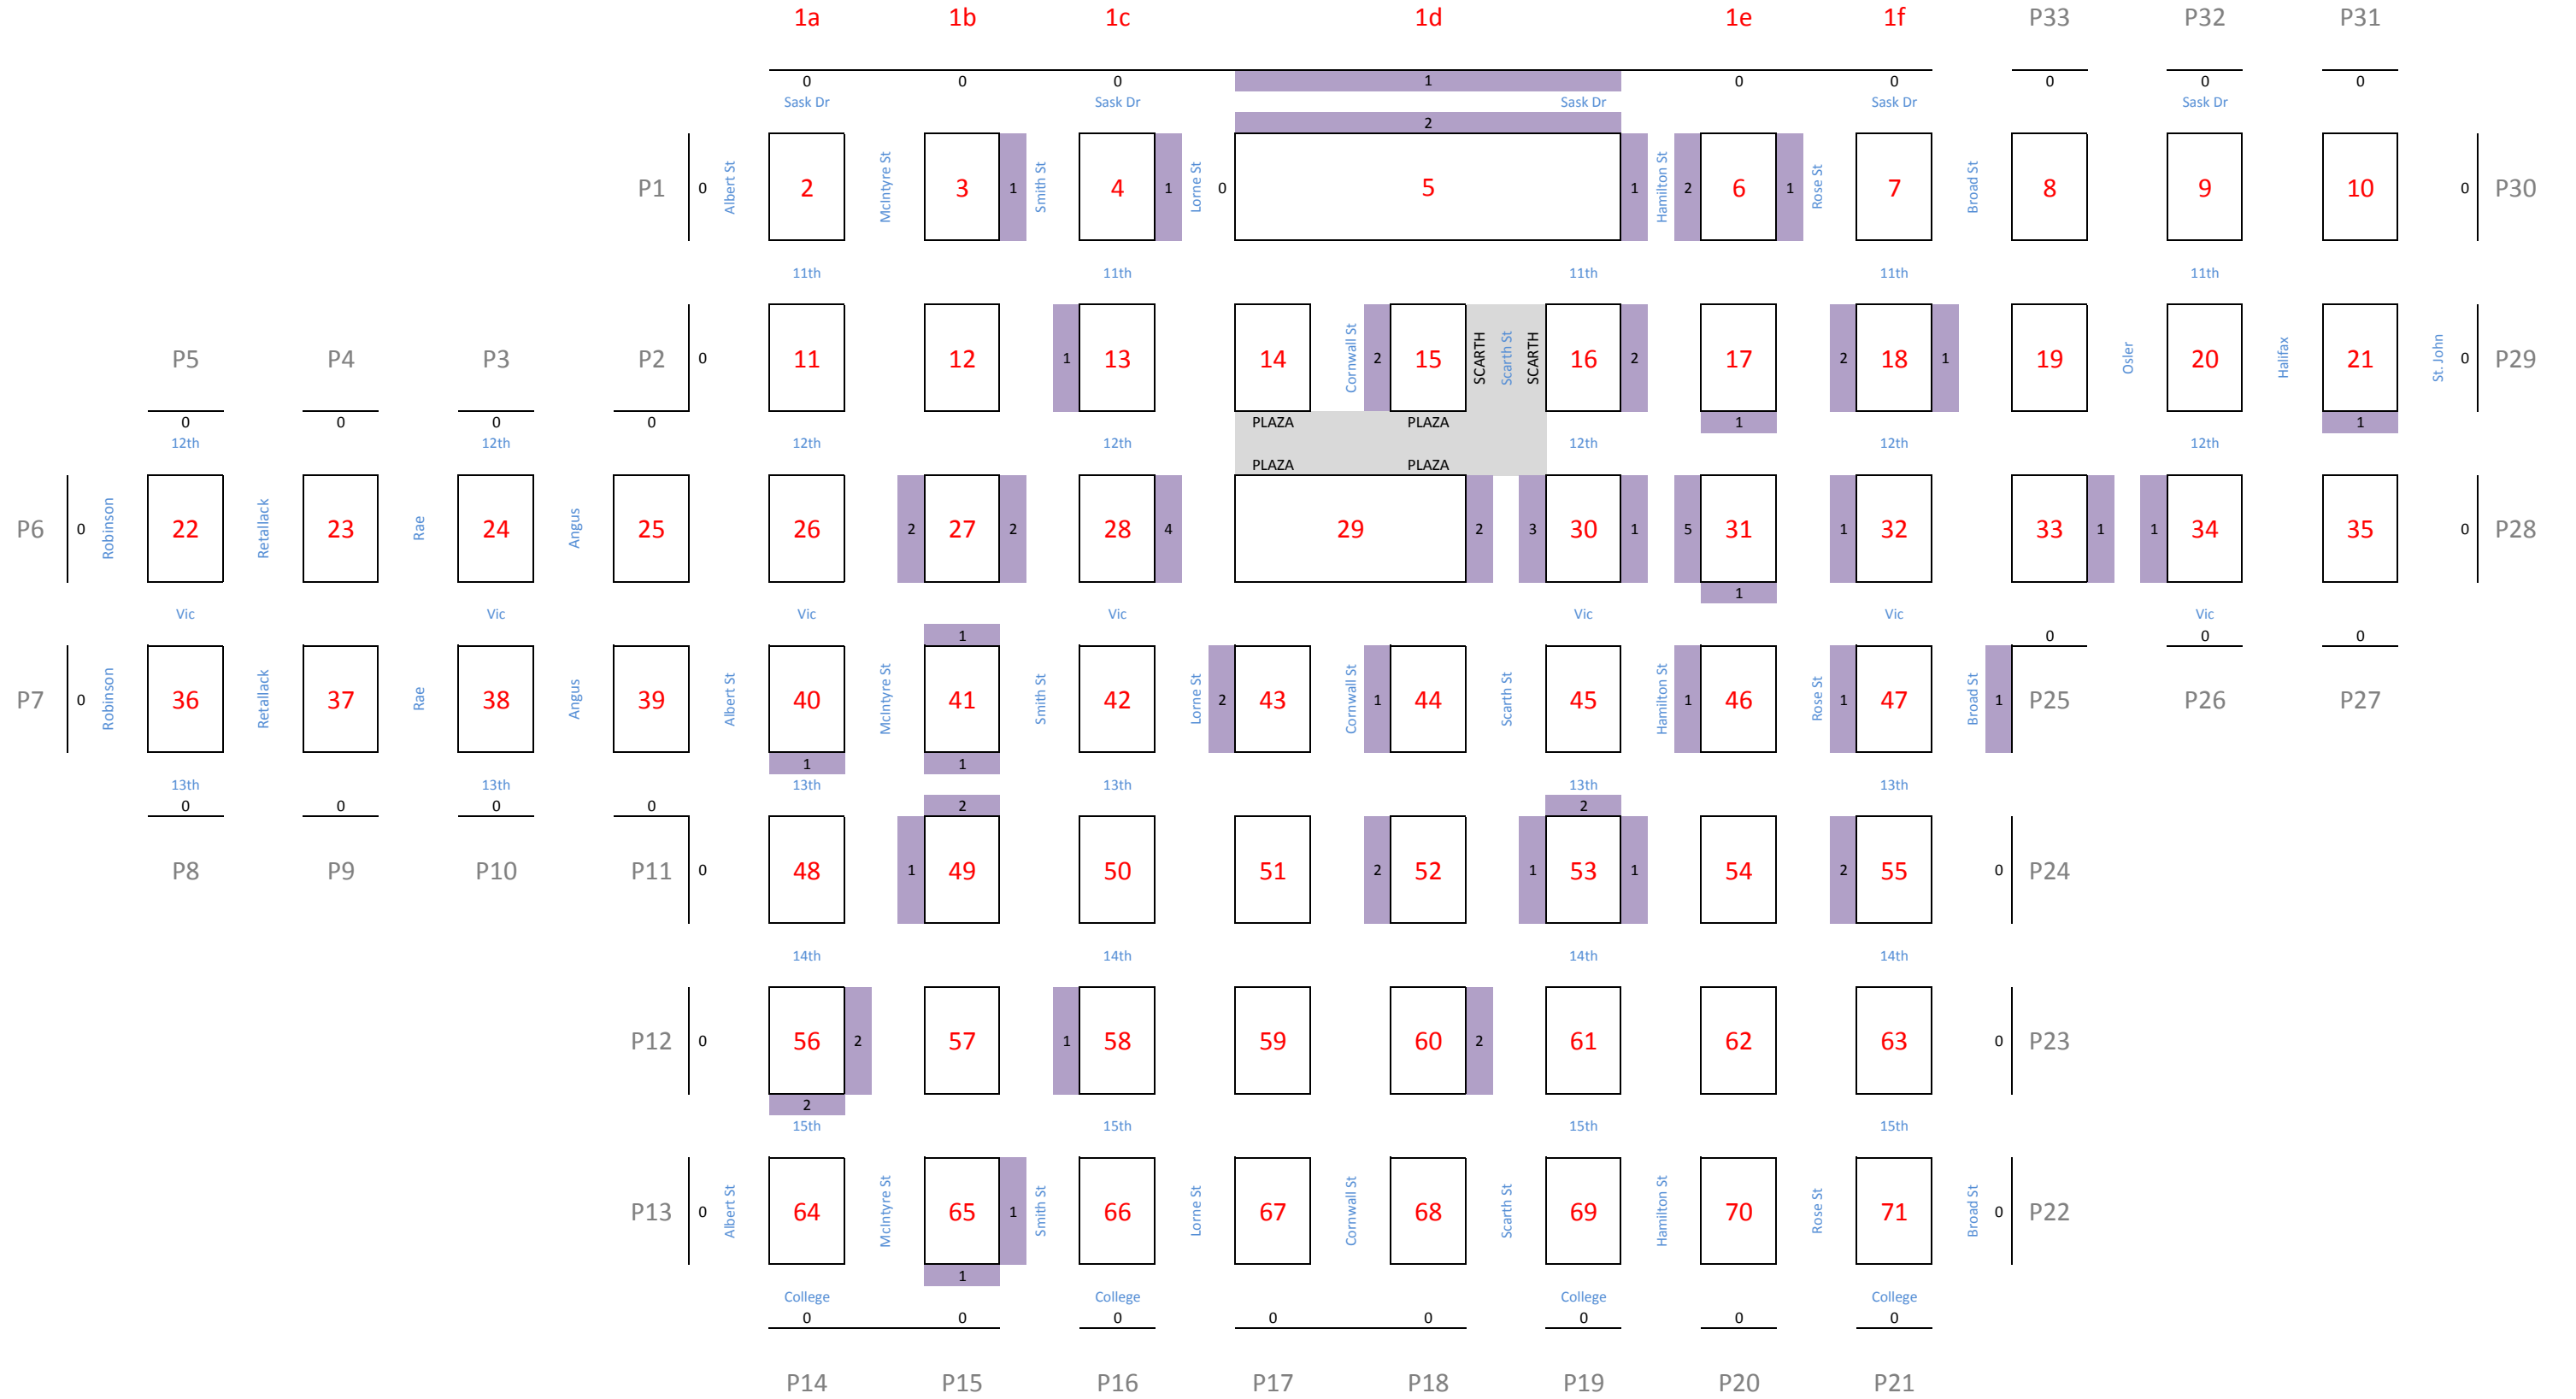 1a 1b 1c 1d 1e 1f P33 P32 P31
0 0 0 1 0 0 0 0 0
Sask Dr Sask Dr Sask Dr Sask Dr Sask Dr
2
P1 0 Albert St 2 McIntyre St 3 1 Smith St 4 1 Lorne St 0 5 1 Hamilton St 2 6 1 Rose St 7 Broad St 8 9 10 0 P30
11th 11th 11th 11th 11th
P5 P4 P3 P2 0 11 12 1 13 14 Cornwall St 2 15 SCARTH Scarth St SCARTH 16 2 17 2 18 1 19 Osler 20 Halifax 21 St. John 0 P29
0 0 0 0 PLAZA PLAZA 1 1
12th 12th 12th 12th 12th 12th 12th
PLAZA PLAZA
P6 0 Robinson 22 Retallack 23 Rae 24 Angus 25 26 2 27 2 28 4 29 2 3 30 1 5 31 1 32 33 1 1 34 35 0 P28
1
Vic Vic Vic Vic Vic Vic Vic
1 0 0 0
P7 0 Robinson 36 Retallack 37 Rae 38 Angus 39 Albert St 40 McIntyre St 41 Smith St 42 Lorne St 2 43 Cornwall St 1 44 Scarth St 45 Hamilton St 1 46 Rose St 1 47 Broad St 1 P25 P26 P27
1 1
13th 13th 13th 13th 13th 13th
0 0 0 0 2 2
P8 P9 P10 P11 0 48 1 49 50 51 2 52 1 53 1 54 2 55 0 P24
14th 14th 14th 14th
P12 0 56 2 57 1 58 59 60 2 61 62 63 0 P23
2
15th 15th 15th 15th
P13 0 Albert St 64 McIntyre St 65 1 Smith St 66 Lorne St 67 Cornwall St 68 Scarth St 69 Hamilton St 70 Rose St 71 Broad St 0 P22
1
College College College College
0 0 0 0 0 0 0 0
P14 P15 P16 P17 P18 P19 P20 P21